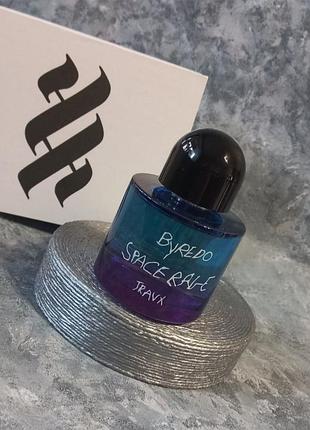 BYREDO
SPACE RAGE
TRAVX